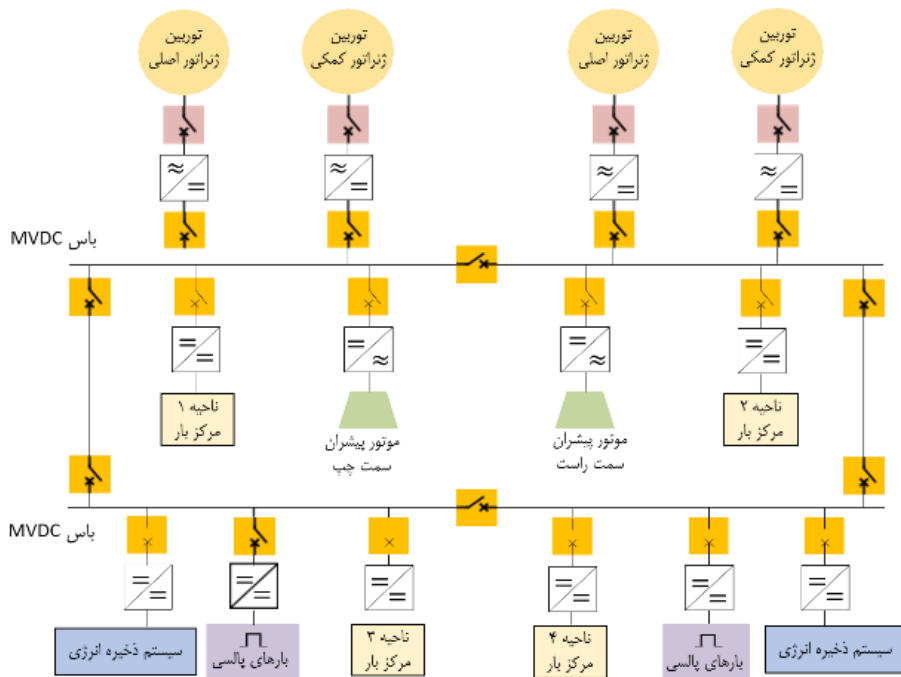 توربین
ژنراتور اصلی
توربین
ژنراتور کمکی
توربین
ژنراتور اصلی
توربین
ژنراتور کمکی
باس MVDC
ناحیه ۱
مرکز بار
موتور پیشران
سمت چپ
موتور پیشران
سمت راست
ناحیه ۲
مرکز بار
باس MVDC
سیستم ذخیره انرژی
بارهای پالسی
ناحیه ۳
مرکز بار
ناحیه ۴
مرکز بار
بارهای پالسی
سیستم ذخیره انرژی